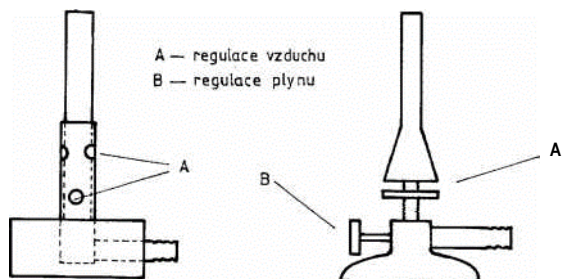 A — regulace vzduchu
B — regulace plynu
A
B
A